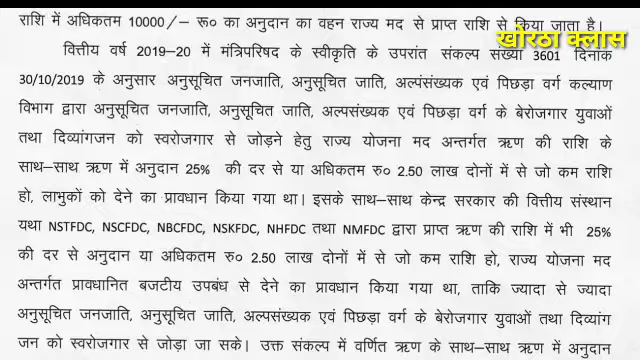 राशि में अधिकतम 10000/– रू० का अनुदान का वहन राज्य मद से प्राप्त राशि से किया जाता है।
खोरठा क्लास
वित्तीय वर्ष 2019–20 में मंत्रिपरिषद के स्वीकृति के उपरांत संकल्प संख्या 3601 दिनाक
30/10/2019 के अनुसार अनुसूचित जनजाति, अनुसूचित जाति, अल्पंसंख्यक एवं पिछड़ा वर्ग कल्याण
विभाग द्वारा अनुसूचित जनजाति, अनुसूचित जाति, अल्पसंख्यक एवं पिछड़ा वर्ग के बेरोजगार युवाओं
तथा दिव्यांगजन को स्वरोजगार से जोड़ने हेतु राज्य योजना मद अन्तर्गत ऋण की राशि के
साथ–साथ ऋण में अनुदान 25% की दर से या अधिकतम रु० 2.50 लाख दोनों में से जो कम राशि
हो, लाभुकों को देने का प्रावधान किया गया था। इसके साथ–साथ केन्द्र सरकार की वित्तीय संस्थान
यथा NSTFDC, NSCFDC, NBCFDC, NSKFDC, NHFDC तथा NMFDC द्वारा प्राप्त ऋण की राशि में भी 25%
की दर से अनुदान या अधिकतम रु० 2.50 लाख दोनों में से जो कम राशि हो, राज्य योजना मद
अन्तर्गत प्रावधानित बजटीय उपबंध से देने का प्रावधान किया गया था, ताकि ज्यादा से ज्यादा
अनुसूचित जनजाति, अनुसूचित जाति, अल्पसंख्यक एवं पिछड़ा वर्ग के बेरोजगार युवाओं तथा दिव्यांग
जन को स्वरोजगार से जोड़ा जा सके। उक्त संकल्प में वर्णित ऋण के साथ–साथ ऋण में अनुदान